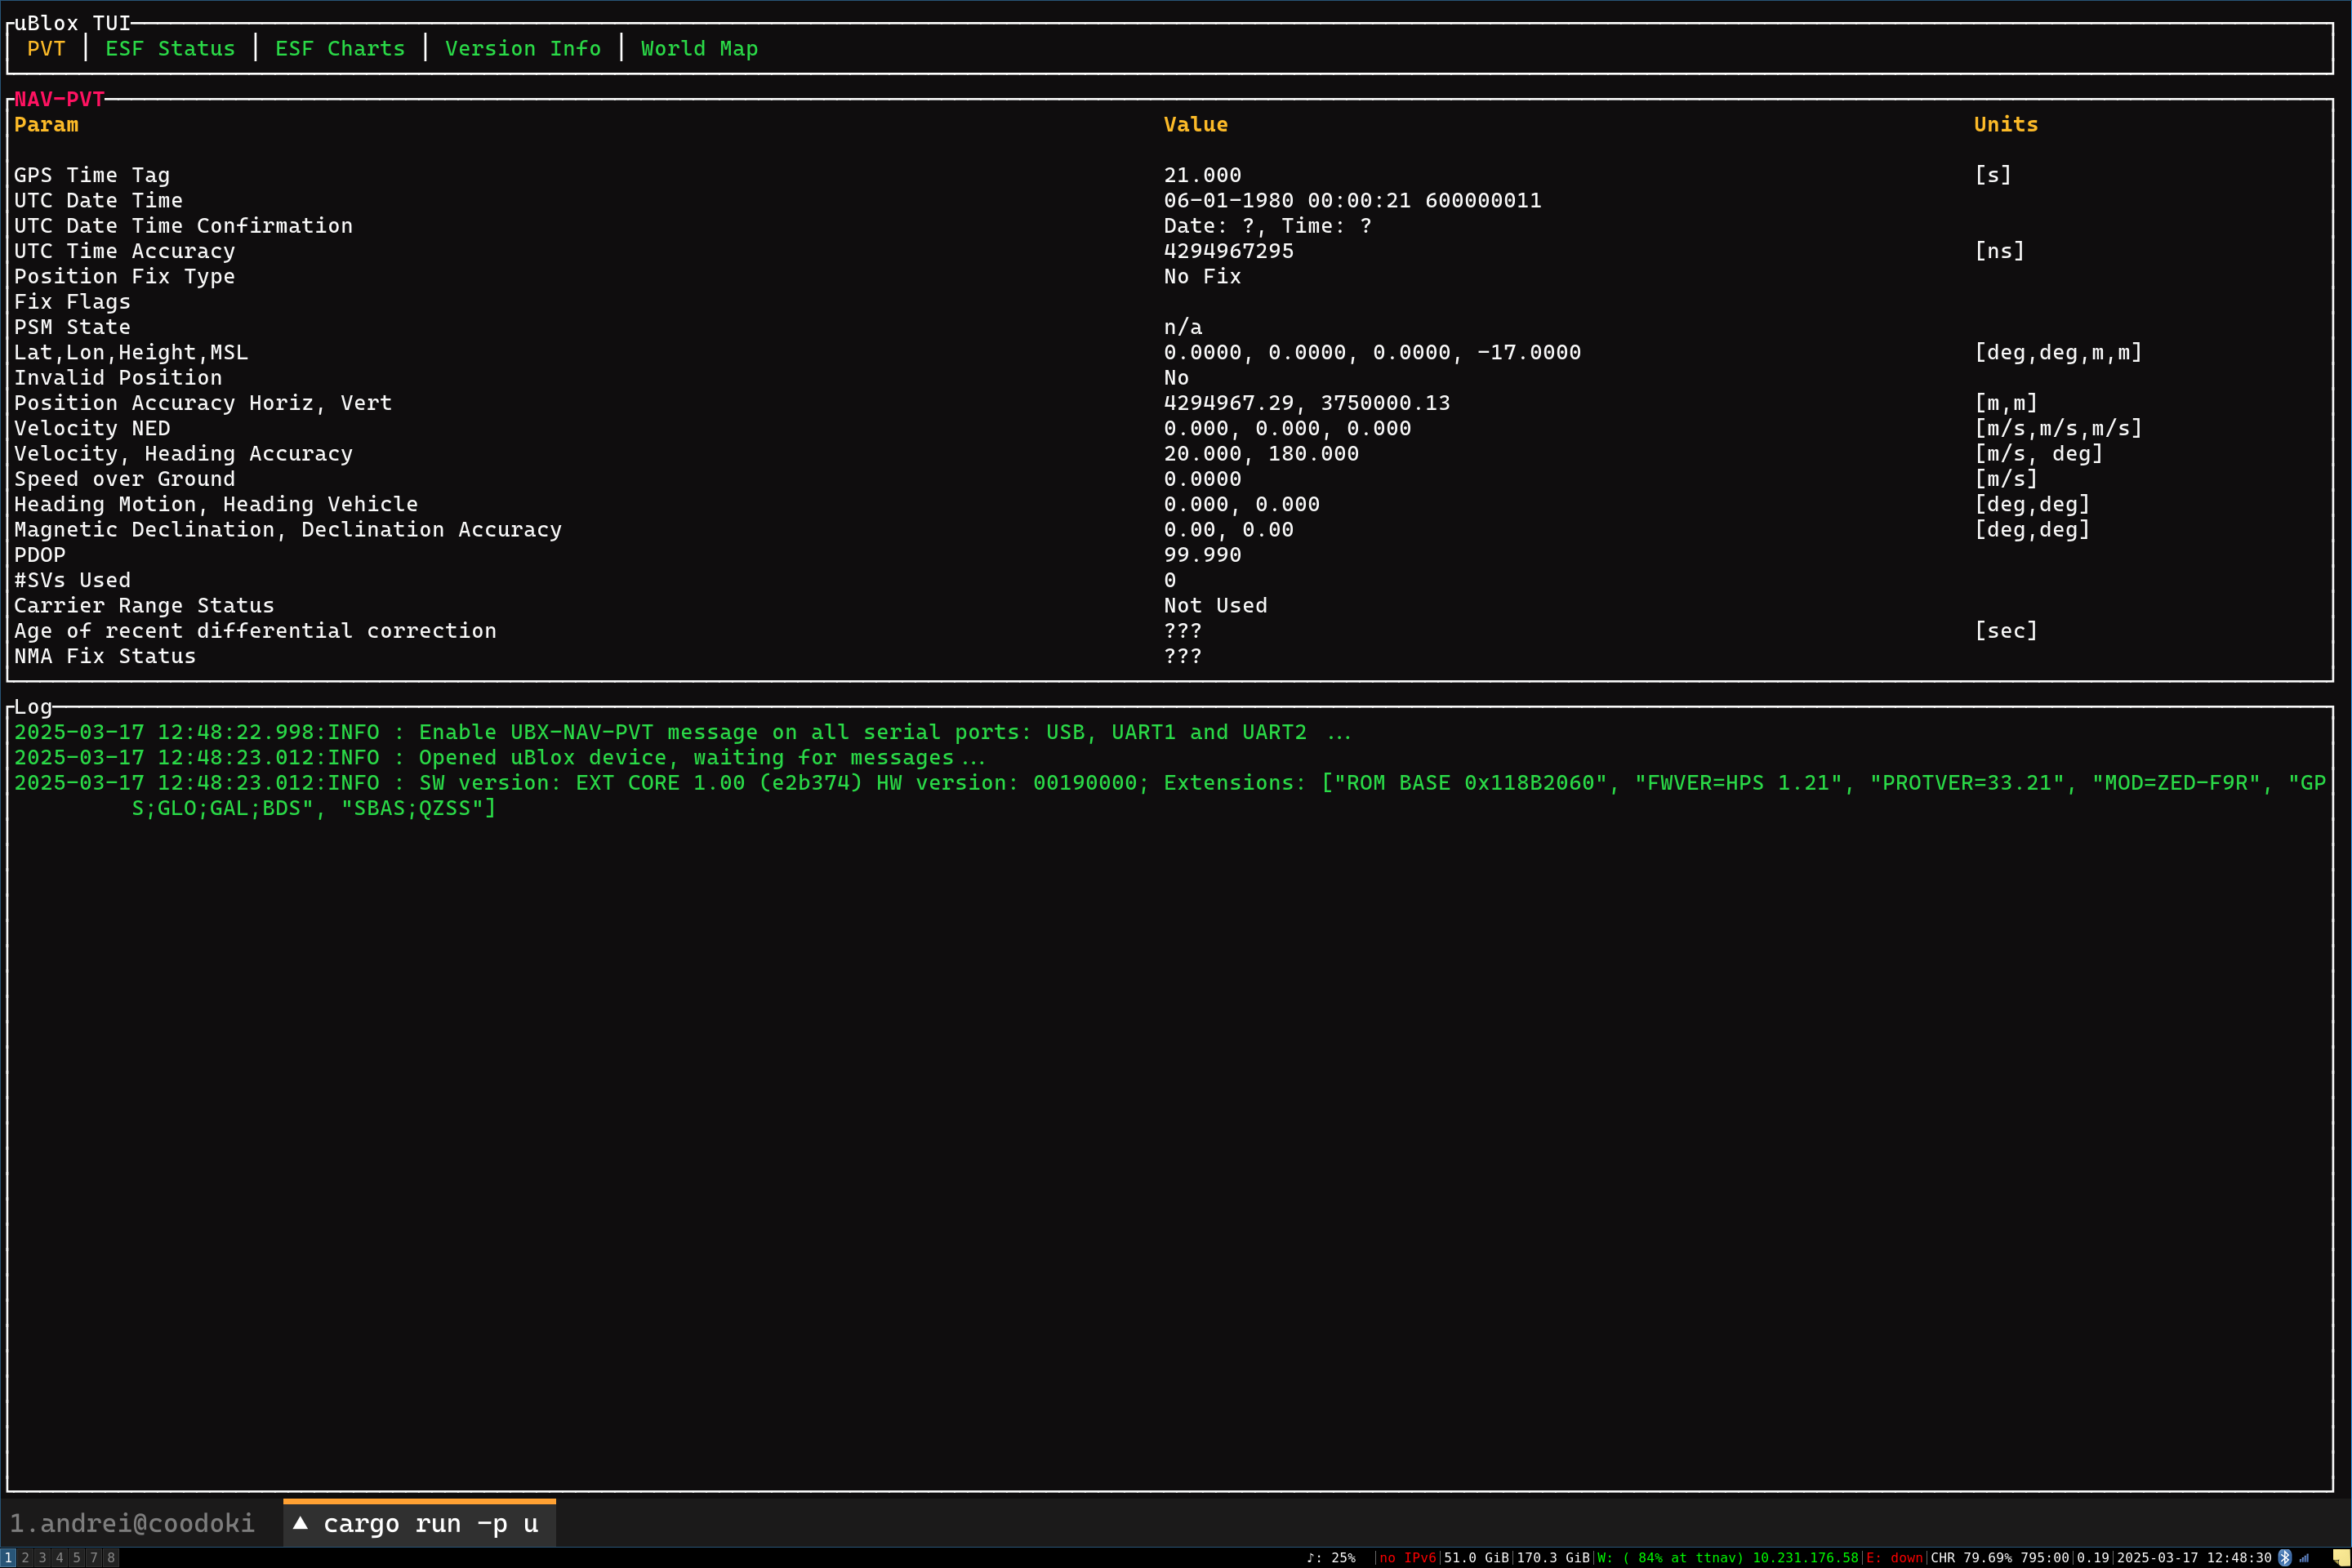 uBlox TUI
PVT │ ESF Status │ ESF Charts │ Version Info │ World Map
NAV-PVT
Param Value Units
GPS Time Tag 21.000 [s]
UTC Date Time 06-01-1980 00:00:21 600000011
UTC Date Time Confirmation Date: ?, Time: ?
UTC Time Accuracy 4294967295 [ns]
Position Fix Type No Fix
Fix Flags
PSM State n/a
Lat,Lon,Height,MSL 0.0000, 0.0000, 0.0000, -17.0000 [deg,deg,m,m]
Invalid Position No
Position Accuracy Horiz, Vert 4294967.29, 3750000.13 [m,m]
Velocity NED 0.000, 0.000, 0.000 [m/s,m/s,m/s]
Velocity, Heading Accuracy 20.000, 180.000 [m/s, deg]
Speed over Ground 0.0000 [m/s]
Heading Motion, Heading Vehicle 0.000, 0.000 [deg,deg]
Magnetic Declination, Declination Accuracy 0.00, 0.00 [deg,deg]
PDOP 99.990
#SVs Used 0
Carrier Range Status Not Used
Age of recent differential correction ??? [sec]
NMA Fix Status ???
Log
2025-03-17 12:48:22.998:INFO : Enable UBX-NAV-PVT message on all serial ports: USB, UART1 and UART2 ...
2025-03-17 12:48:23.012:INFO : Opened uBlox device, waiting for messages...
2025-03-17 12:48:23.012:INFO : SW version: EXT CORE 1.00 (e2b374) HW version: 00190000; Extensions: ["ROM BASE 0x118B2060", "FWVER=HPS 1.21", "PROTVER=33.21", "MOD=ZED-F9R", "GP
S;GLO;GAL;BDS", "SBAS;QZSS"]
1.andrei@coodoki ▲ cargo run -p u
1 2 3 4 5 7 8 ♪: 25% |no IPv6|51.0 GiB|170.3 GiB|W: ( 84% at ttnav) 10.231.176.58|E: down|CHR 79.69% 795:00|0.19|2025-03-17 12:48:30